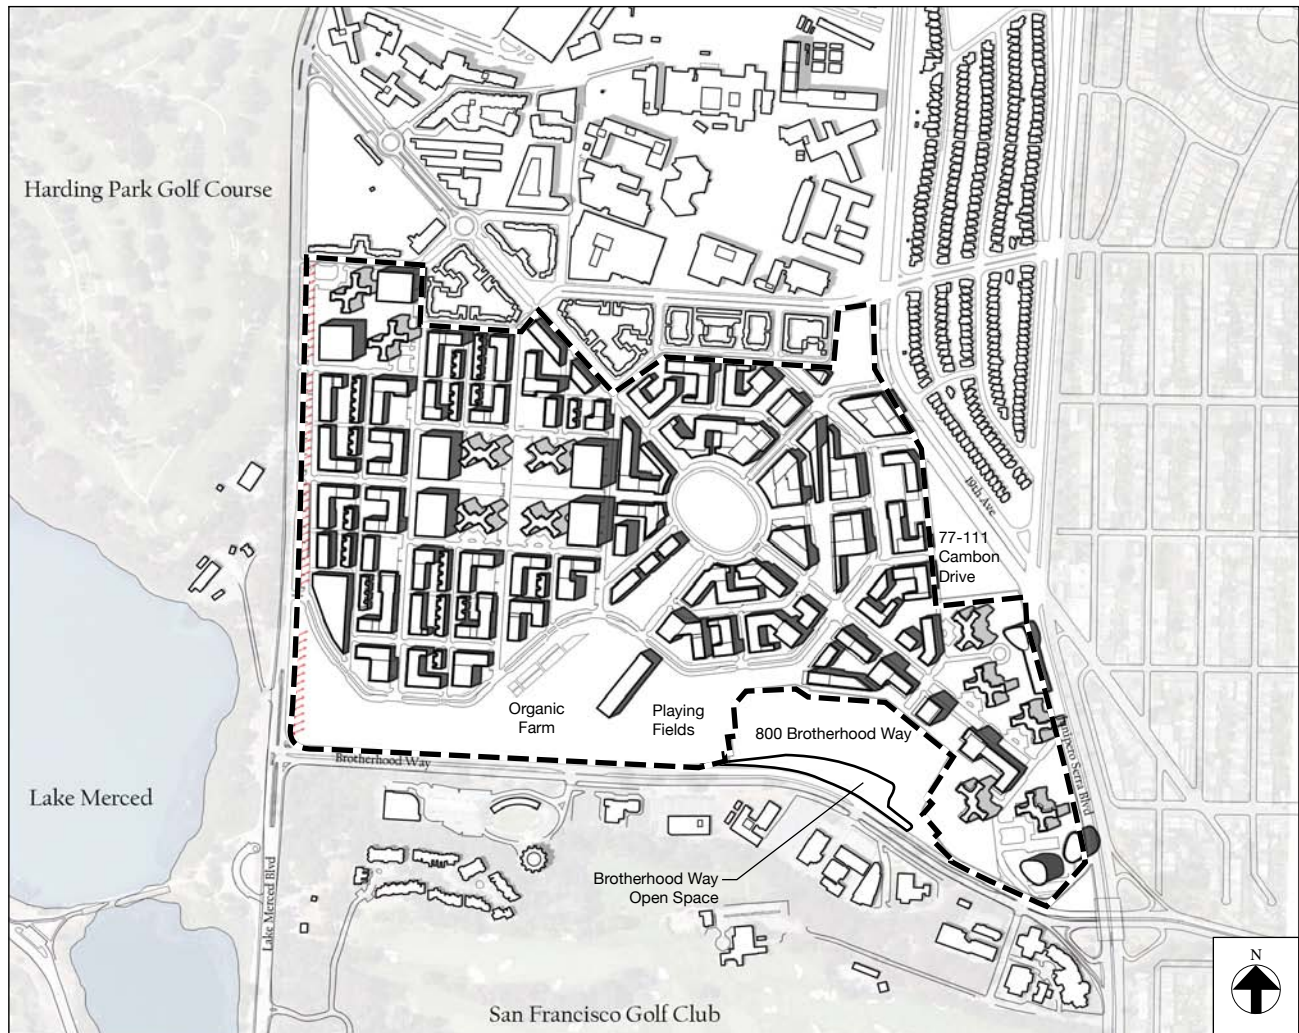 Harding Park Golf Course
19th Ave
77-111
Cambon
Drive
Organic
Farm
Playing
Fields
800 Brotherhood Way
Junipero Serra Blvd
Brotherhood Way
Lake Merced
Lake Merced Blvd
Brotherhood Way
Open Space
N
San Francisco Golf Club